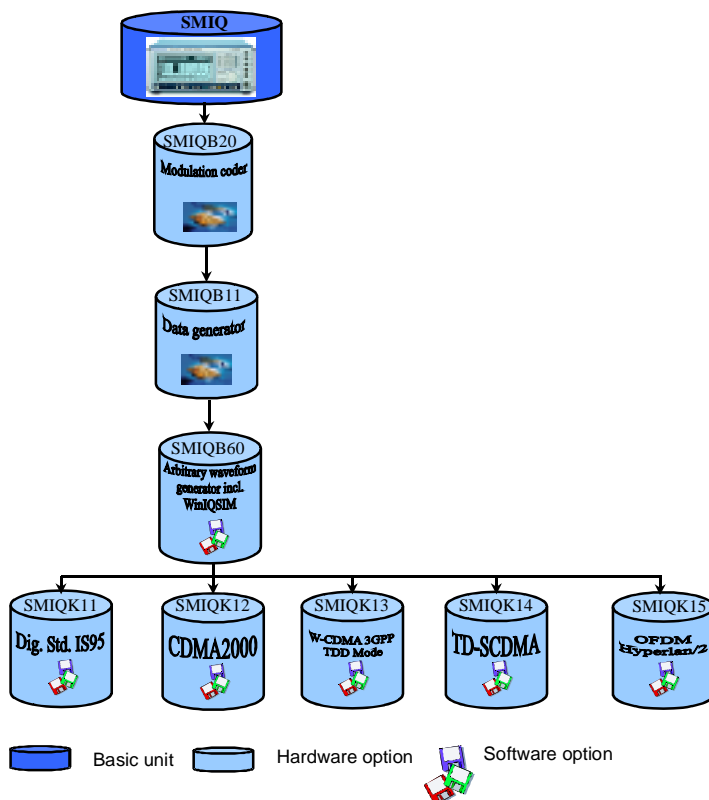 SMIQ
SMIQB20
Modulation coder
SMIQB11
Data generator
SMIQB60
Arbitrary waveform
generator incl.
WinIQSIM
SMIQK11
Dig. Std. IS95
SMIQK12
CDMA2000
SMIQK13
W-CDMA 3GPP
TDD Mode
SMIQK14
TD-SCDMA
SMIQK15
OFDM
Hyperlan/2
Basic unit
Hardware option
Software option